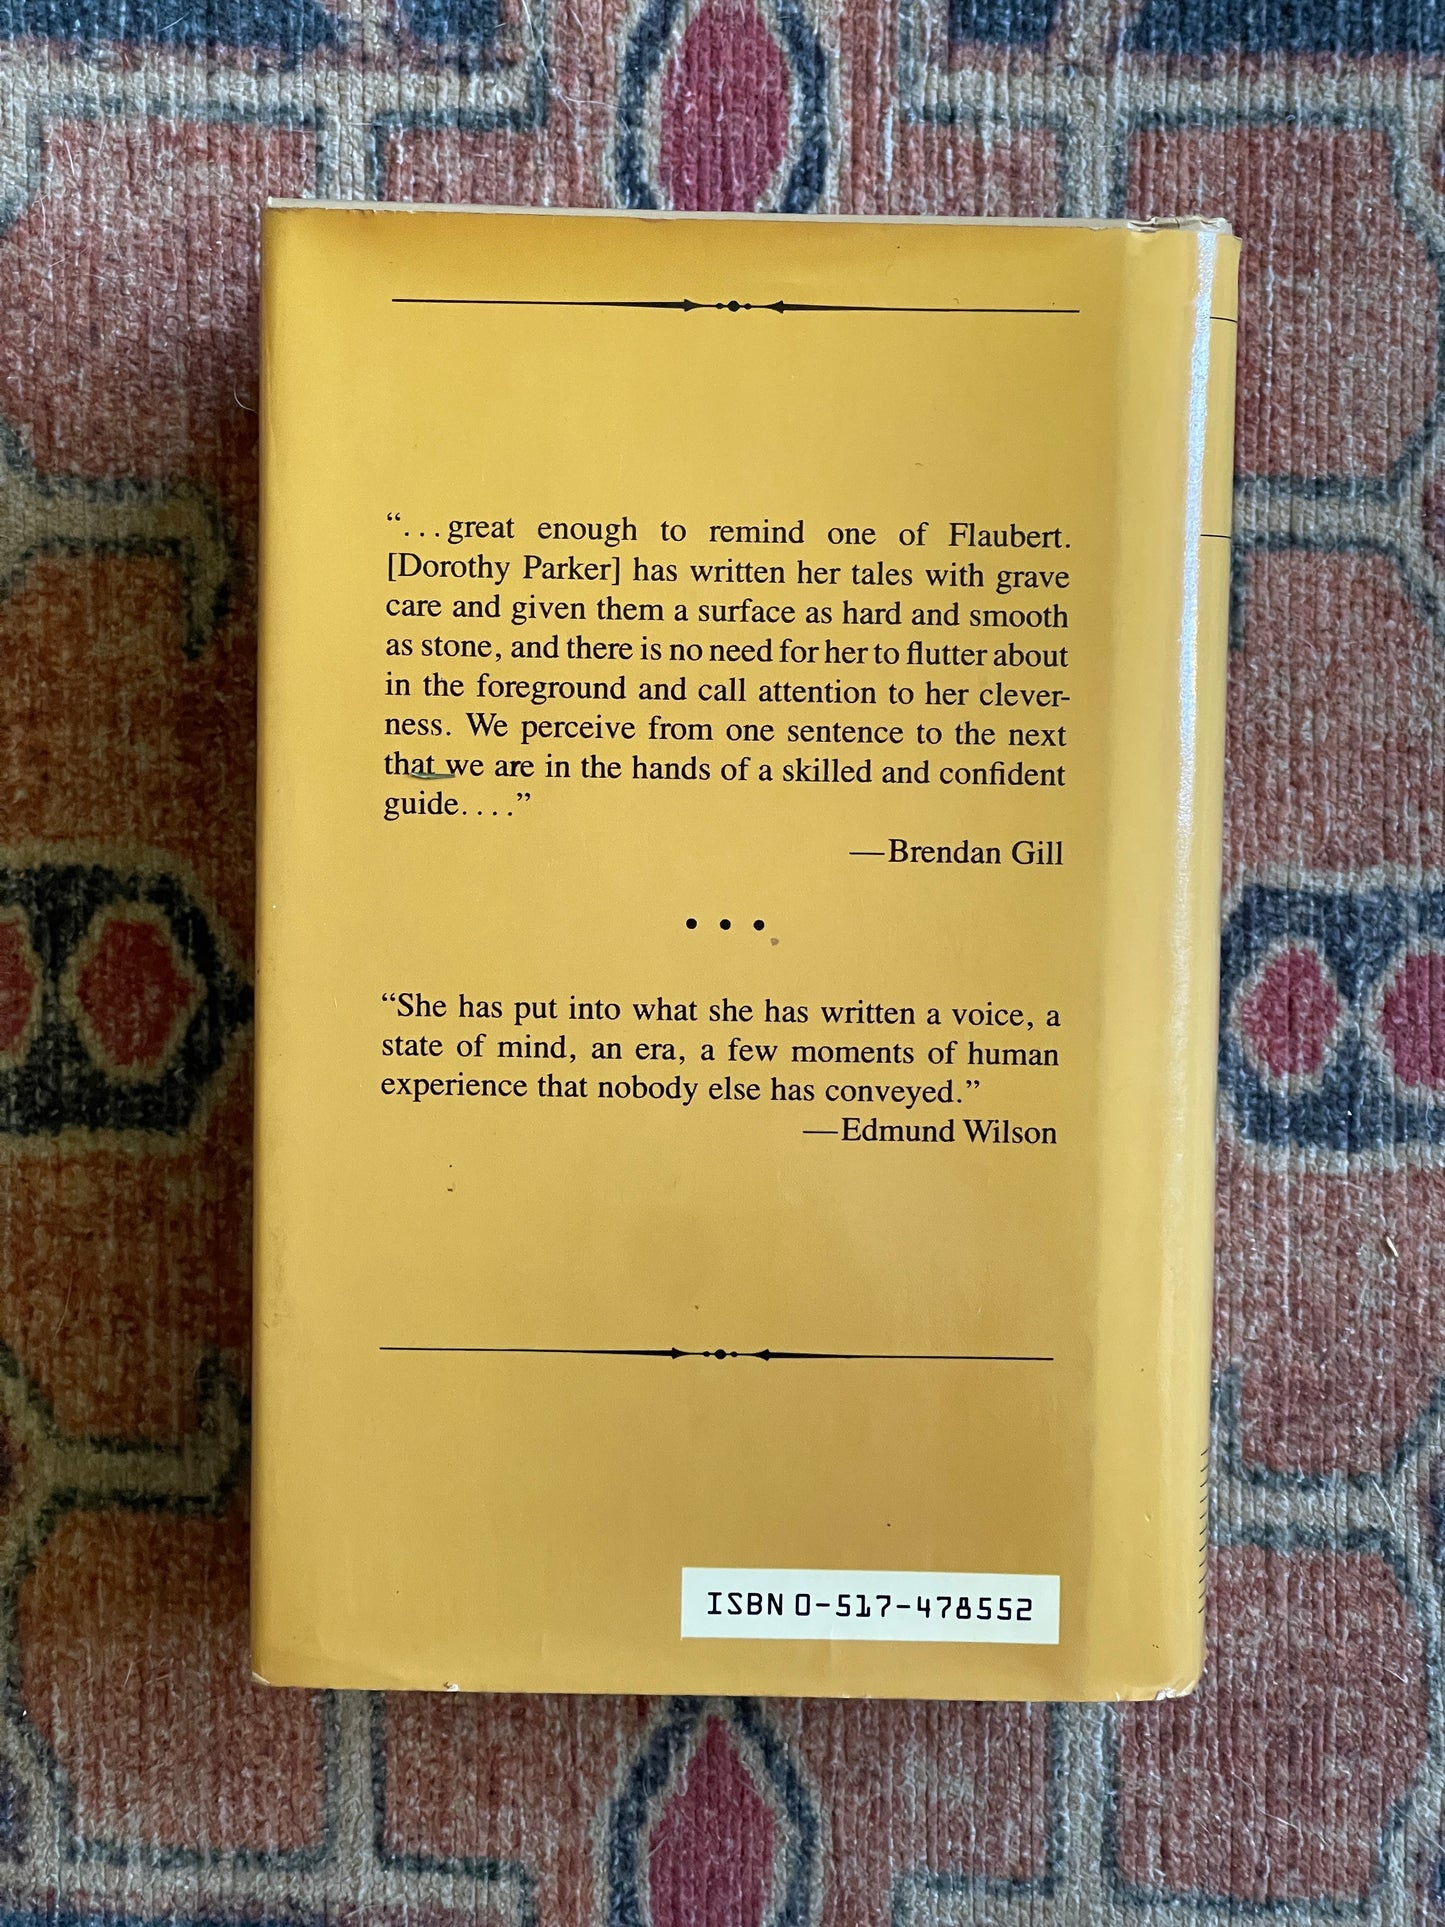 “...great enough to remind one of Flaubert.
[Dorothy Parker] has written her tales with grave
care and given them a surface as hard and smooth
as stone, and there is no need for her to flutter about
in the foreground and call attention to her clever-
ness. We perceive from one sentence to the next
that we are in the hands of a skilled and confident
guide....”
—Brendan Gill
• • •
“She has put into what she has written a voice, a
state of mind, an era, a few moments of human
experience that nobody else has conveyed.”
—Edmund Wilson
ISBN 0-517-478552